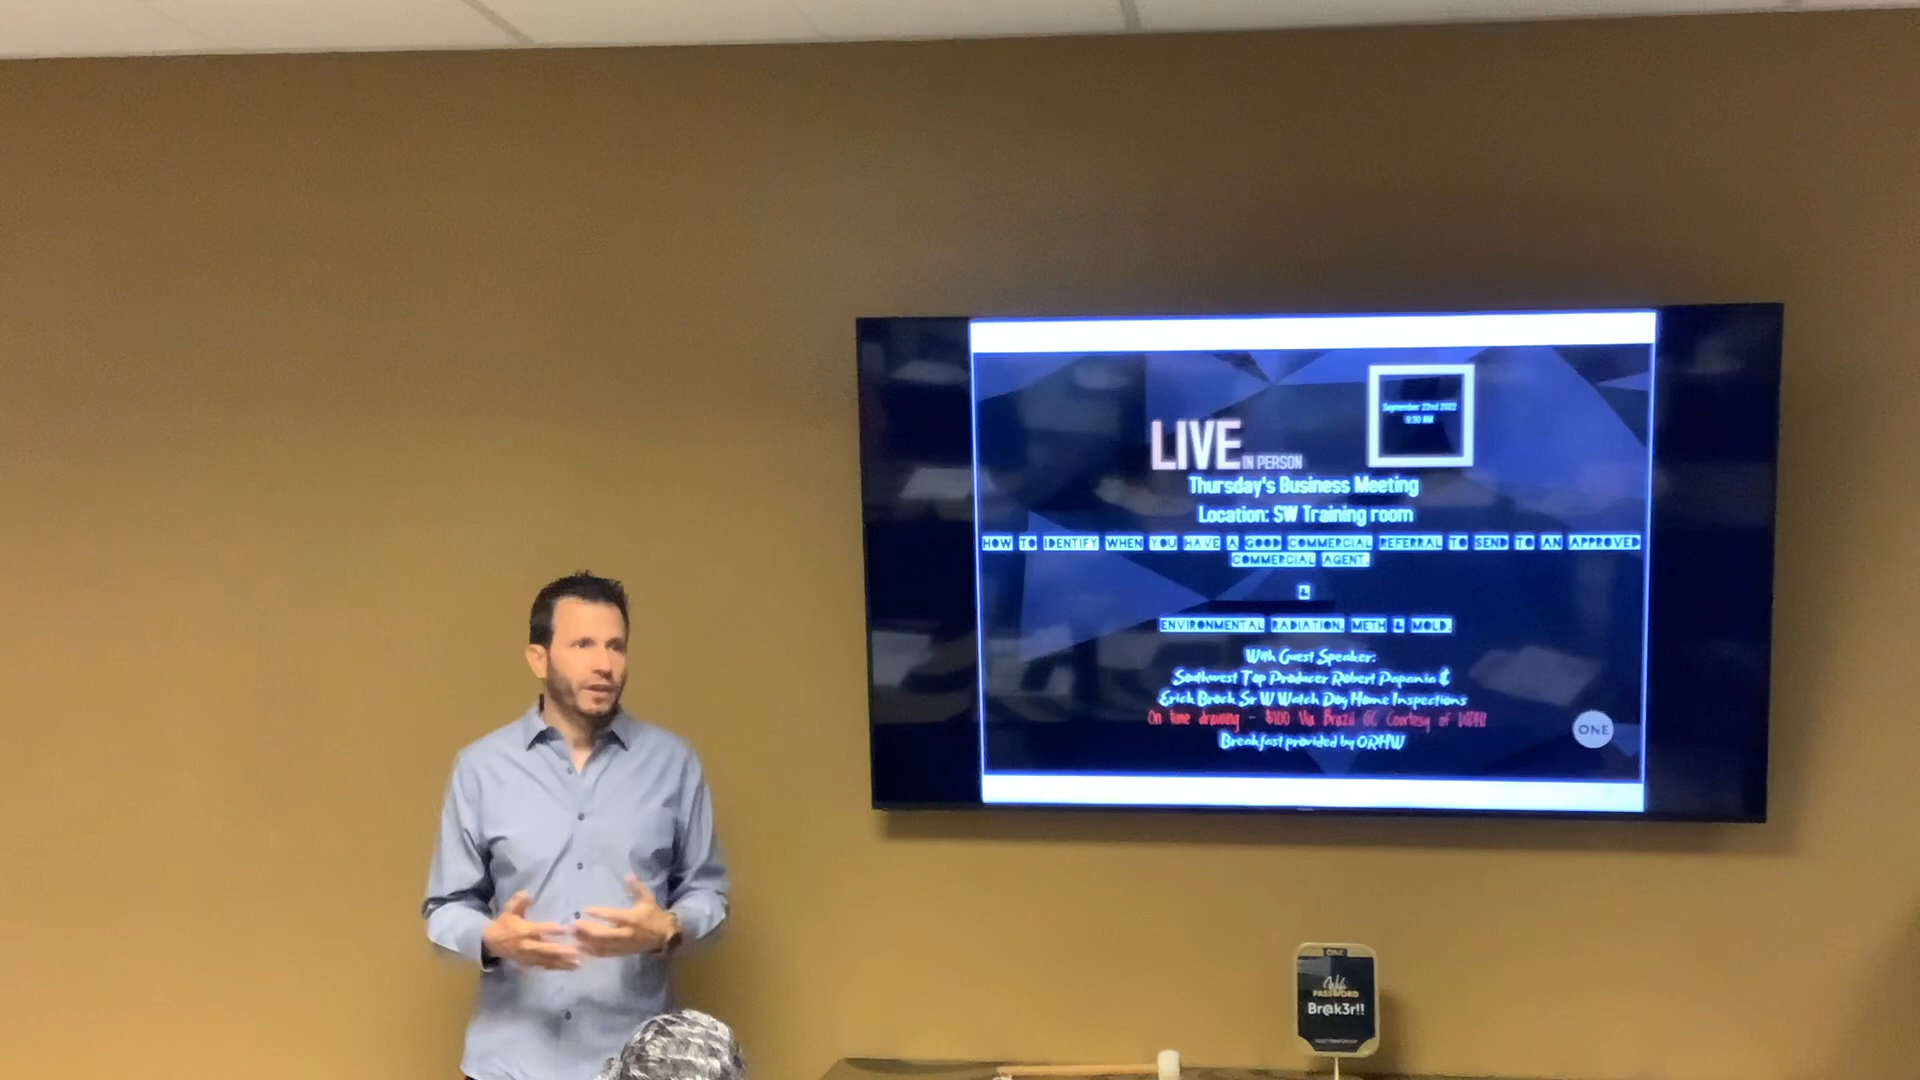 September 22nd 2022
9:30 AM
LIVE IN PERSON
Thursday's Business Meeting
Location: SW Training room
HOW TO IDENTIFY WHEN YOU HAVE A GOOD COMMERCIAL REFERRAL TO SEND TO AN APPROVED
COMMERCIAL AGENT.
&
ENVIRONMENTAL RADIATION, METH & MOLD.
With Guest Speaker:
Southwest Top Producer Robert Papania &
Erick Brock Sr W Watch Dog Home Inspections
On time drawing - $100 Via Brazil GC Courtesy of WDHI
Breakfast provided by ORHW
ONE
ONE
Wifi
PASSWORD
Br@k3r!!